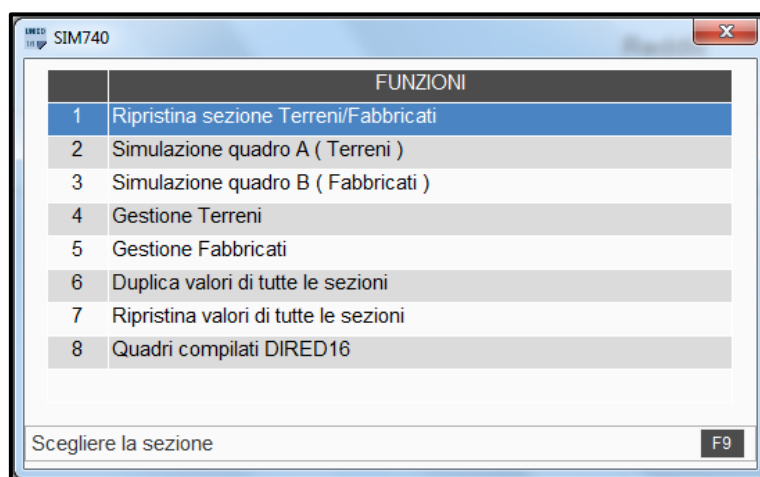 SIM740
FUNZIONI
1 Ripristina sezione Terreni/Fabbricati
2 Simulazione quadro A ( Terreni )
3 Simulazione quadro B ( Fabbricati )
4 Gestione Terreni
5 Gestione Fabbricati
6 Duplica valori di tutte le sezioni
7 Ripristina valori di tutte le sezioni
8 Quadri compilati DIRED16
Scegliere la sezione F9